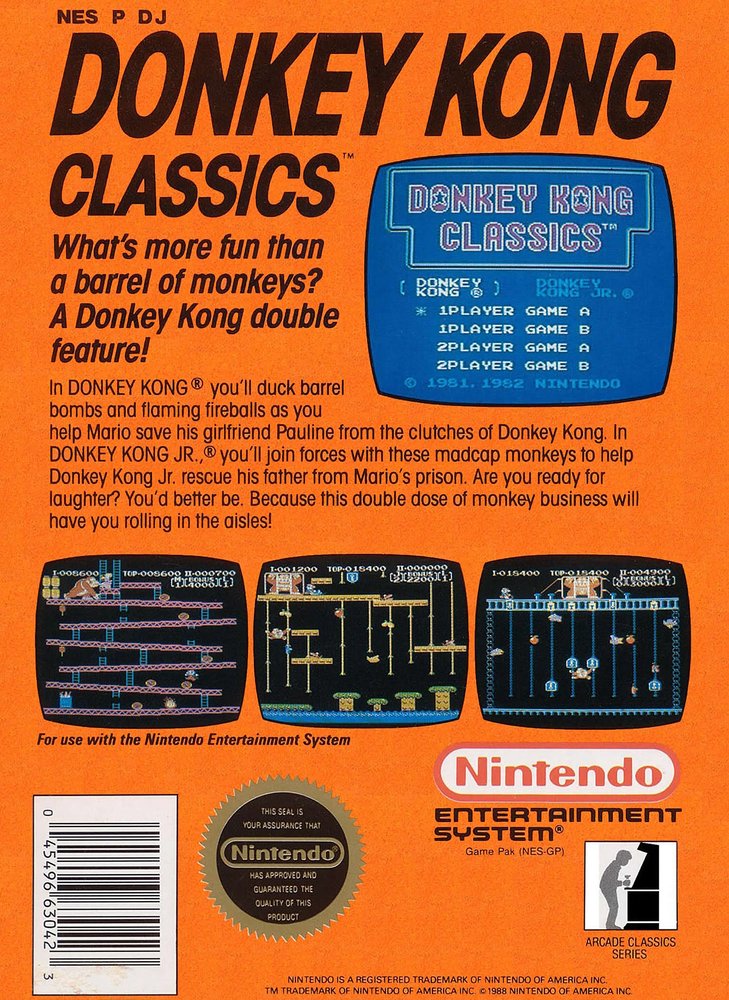 NES P DJ
DONKEY KONG
CLASSICS™
What's more fun than
a barrel of monkeys?
A Donkey Kong double
feature!
DONKEY KONG
CLASSICS™
DONKEY KONG ®
DONKEY KONG JR. ®
* 1PLAYER GAME A
1PLAYER GAME B
2PLAYER GAME A
2PLAYER GAME B
© 1981, 1982 NINTENDO
In DONKEY KONG® you'll duck barrel
bombs and flaming fireballs as you
help Mario save his girlfriend Pauline from the clutches of Donkey Kong. In
DONKEY KONG JR.,® you'll join forces with these madcap monkeys to help
Donkey Kong Jr. rescue his father from Mario's prison. Are you ready for
laughter? You'd better be. Because this double dose of monkey business will
have you rolling in the aisles!
I-008600 TOP-008600 II-000700
I-001200 TOP-018400 II-000000
I-018400 TOP-018400 II-004900
For use with the Nintendo Entertainment System
Nintendo
ENTERTAINMENT
SYSTEM®
Game Pak (NES-GP)
THIS SEAL IS
YOUR ASSURANCE THAT
Nintendo®
HAS APPROVED AND
GUARANTEED THE
QUALITY OF THIS
PRODUCT
0 45496 63042 3
ARCADE CLASSICS
SERIES
NINTENDO IS A REGISTERED TRADEMARK OF NINTENDO OF AMERICA INC.
TM TRADEMARK OF NINTENDO OF AMERICA INC. © 1988 NINTENDO OF AMERICA INC.